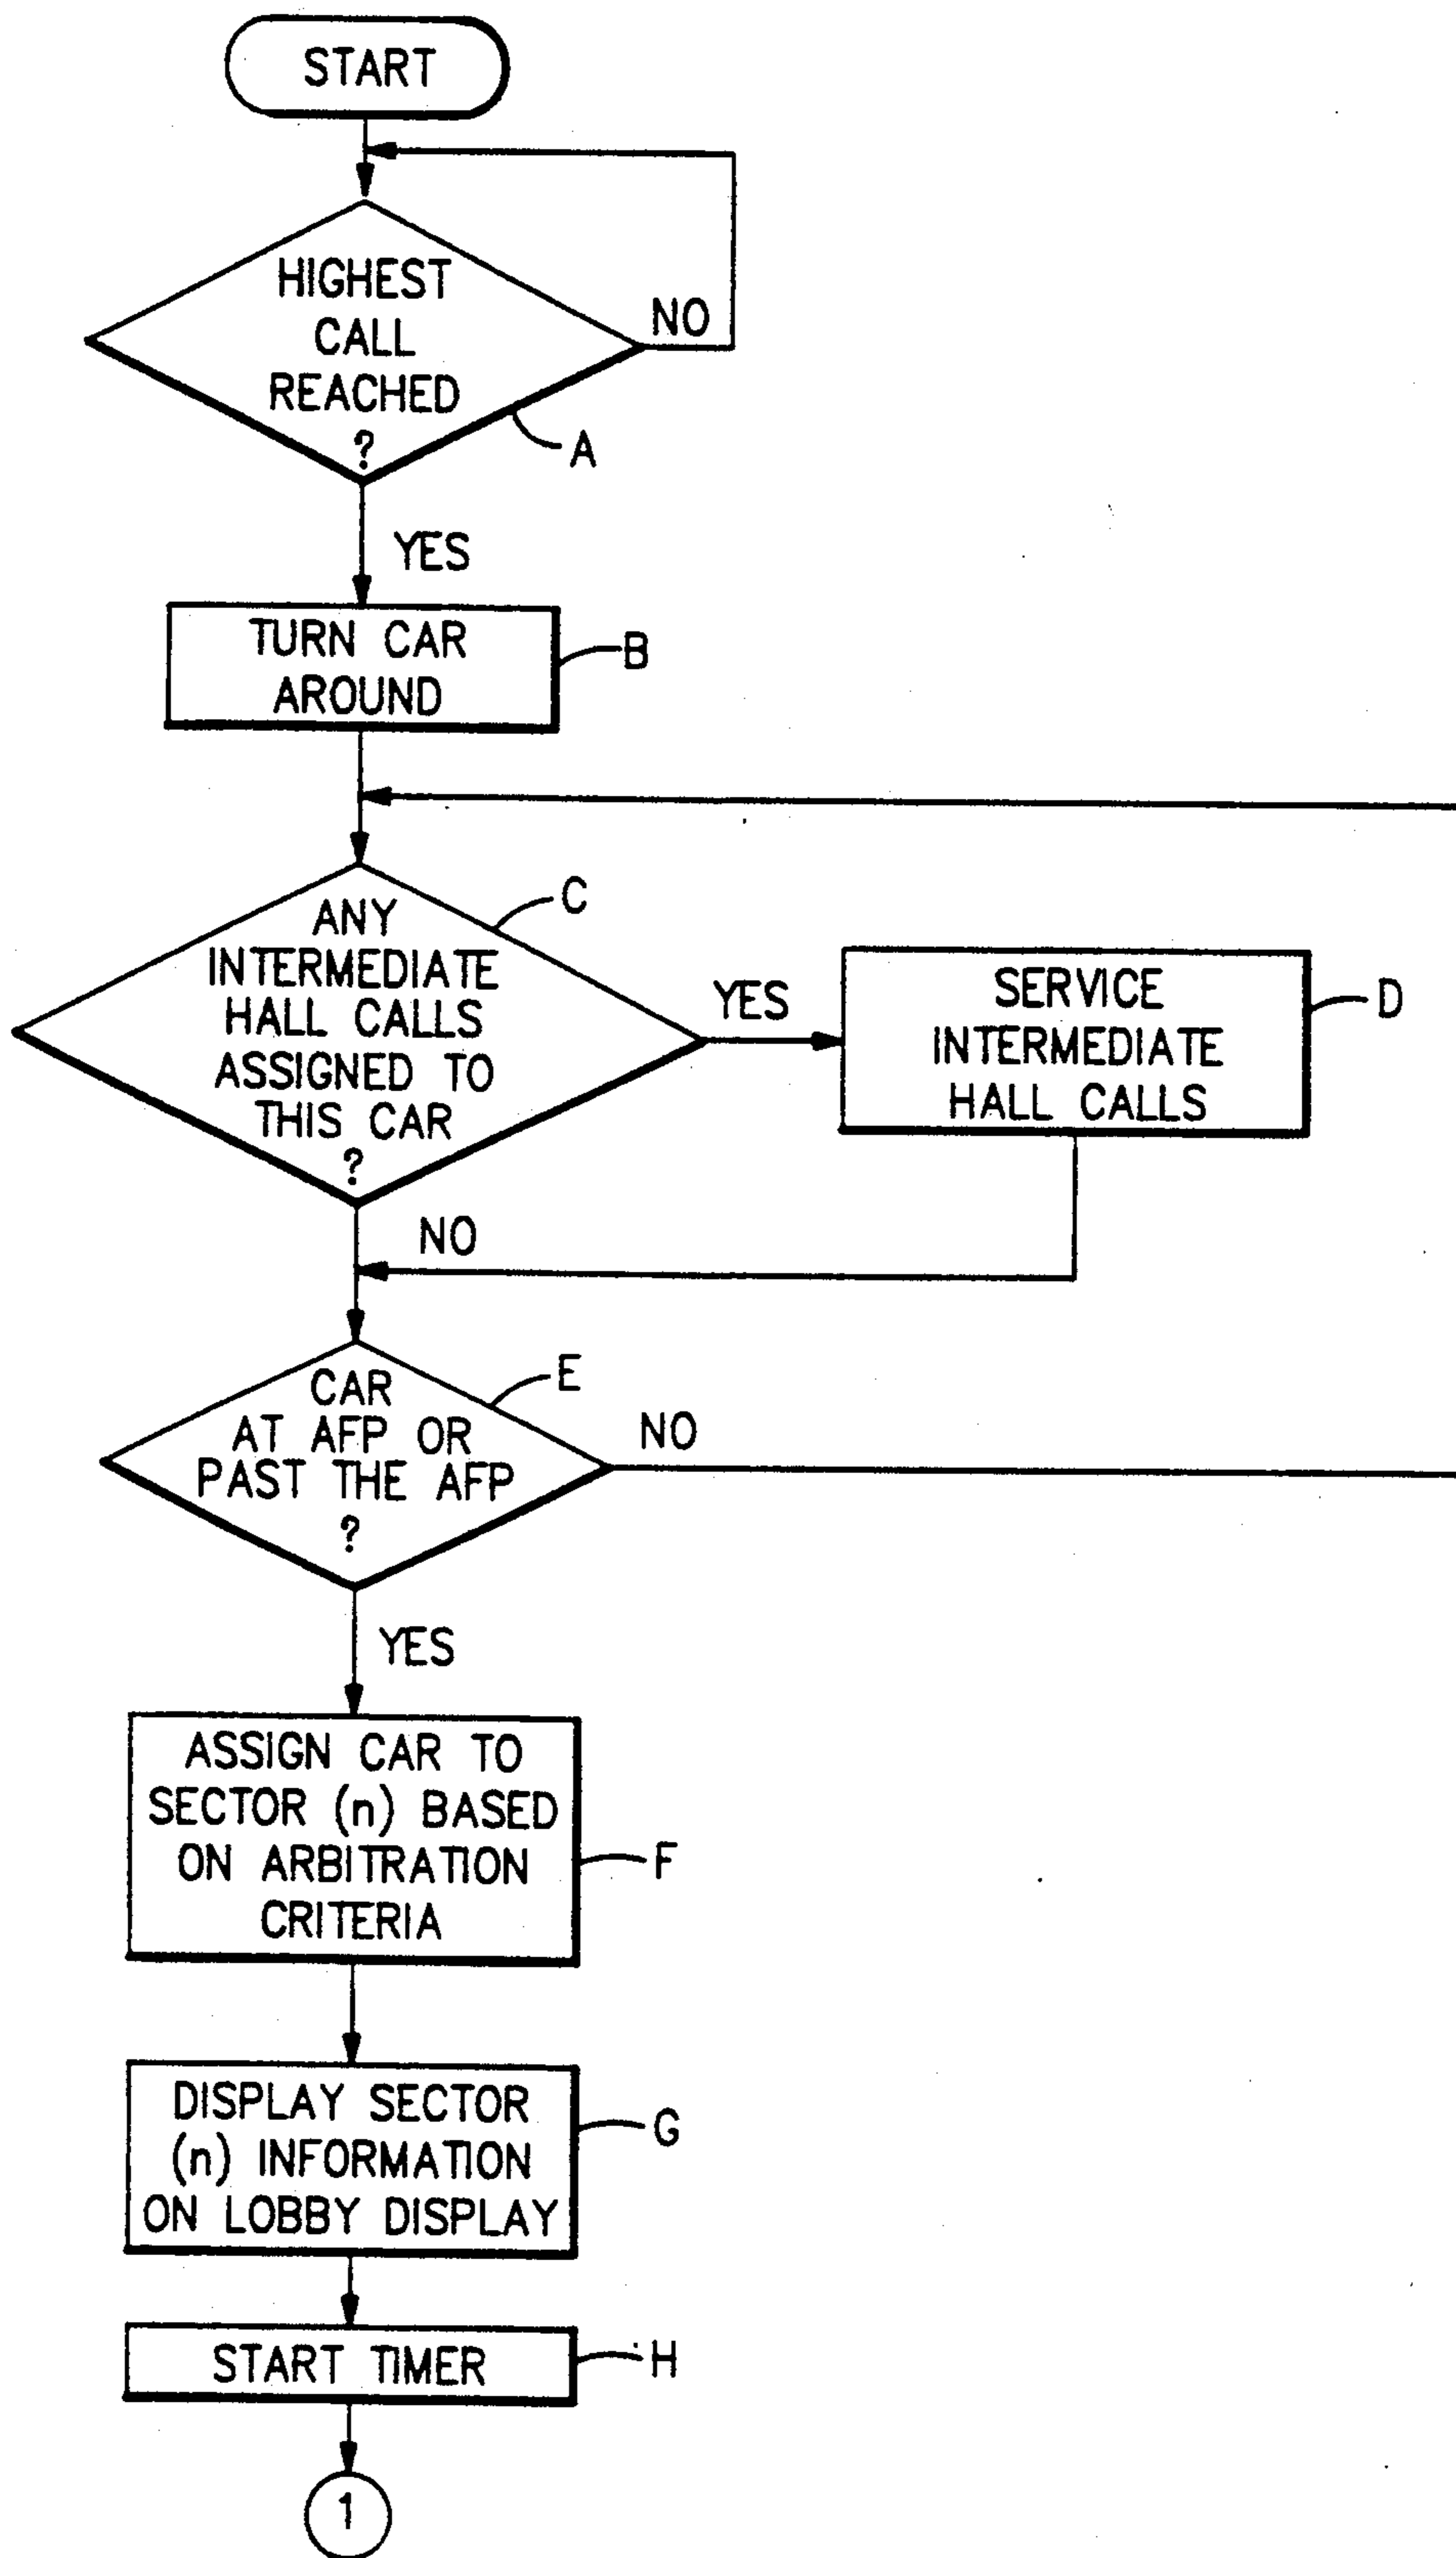 START
HIGHEST
CALL
REACHED
?
NO
A
YES
TURN CAR
AROUND
B
C
ANY
INTERMEDIATE
HALL CALLS
ASSIGNED TO
THIS CAR
?
YES
SERVICE
INTERMEDIATE
HALL CALLS
D
NO
E
CAR
AT AFP OR
PAST THE AFP
?
NO
YES
ASSIGN CAR TO
SECTOR (n) BASED
ON ARBITRATION
CRITERIA
F
DISPLAY SECTOR
(n) INFORMATION
ON LOBBY DISPLAY
G
START TIMER
H
1